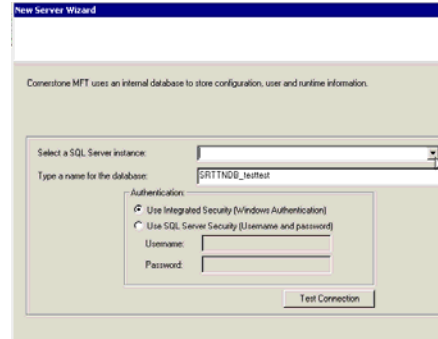 New Server Wizard
Cornerstone MFT uses an internal database to store configuration, user and runtime information.
Select a SQL Server instance:
Type a name for the database: SRTTNDB_testtest
Authentication:
Use Integrated Security (Windows Authentication)
Use SQL Server Security (Username and password)
Username:
Password:
Test Connection